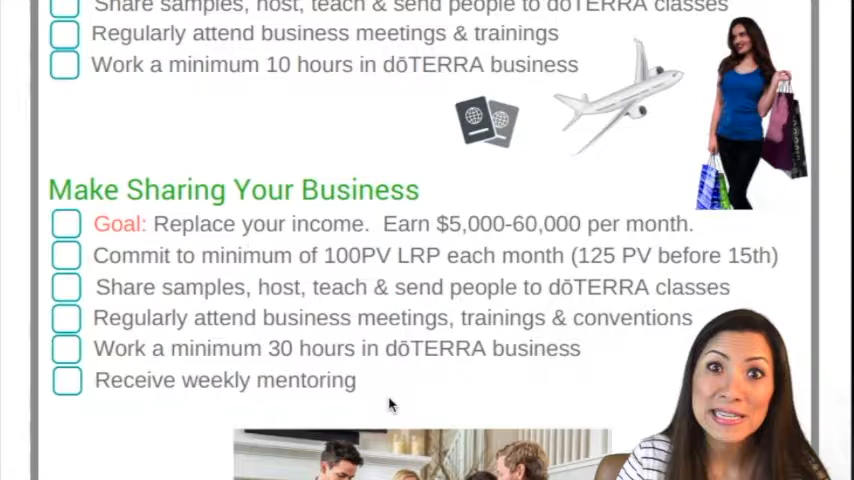 Share samples, host, teach & send people to dōTERRA classes
Regularly attend business meetings & trainings
Work a minimum 10 hours in dōTERRA business
Make Sharing Your Business
Goal: Replace your income. Earn $5,000-60,000 per month.
Commit to minimum of 100PV LRP each month (125 PV before 15th)
Share samples, host, teach & send people to dōTERRA classes
Regularly attend business meetings, trainings & conventions
Work a minimum 30 hours in dōTERRA business
Receive weekly mentoring